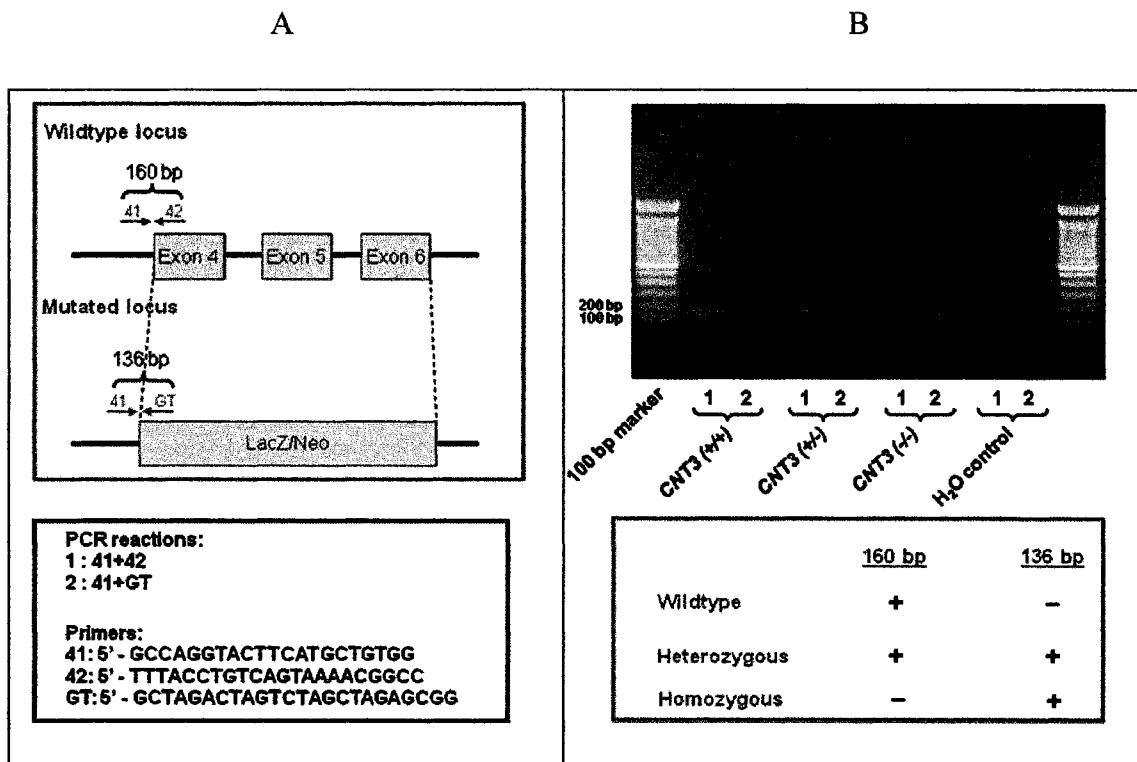 A
B
Wildtype locus
160 bp
41 42
Exon 4 Exon 5 Exon 6
Mutated locus
136 bp
41 GT
LacZ/Neo
PCR reactions:
1 : 41+42
2 : 41+GT
Primers:
41: 5' - GCCAGGTACTTCATGCTGTGG
42: 5' - TTTACCTGTCAGTAAAACGGCC
GT: 5' - GCTAGACTAGTCTAGCTAGAGCGG
200 bp
100 bp
1 2 1 2 1 2 1 2
100 bp marker
CNT3 (+/+)
CNT3 (+/-)
CNT3 (-/-)
H₂O control
160 bp 136 bp
Wildtype + −
Heterozygous + +
Homozygous − +